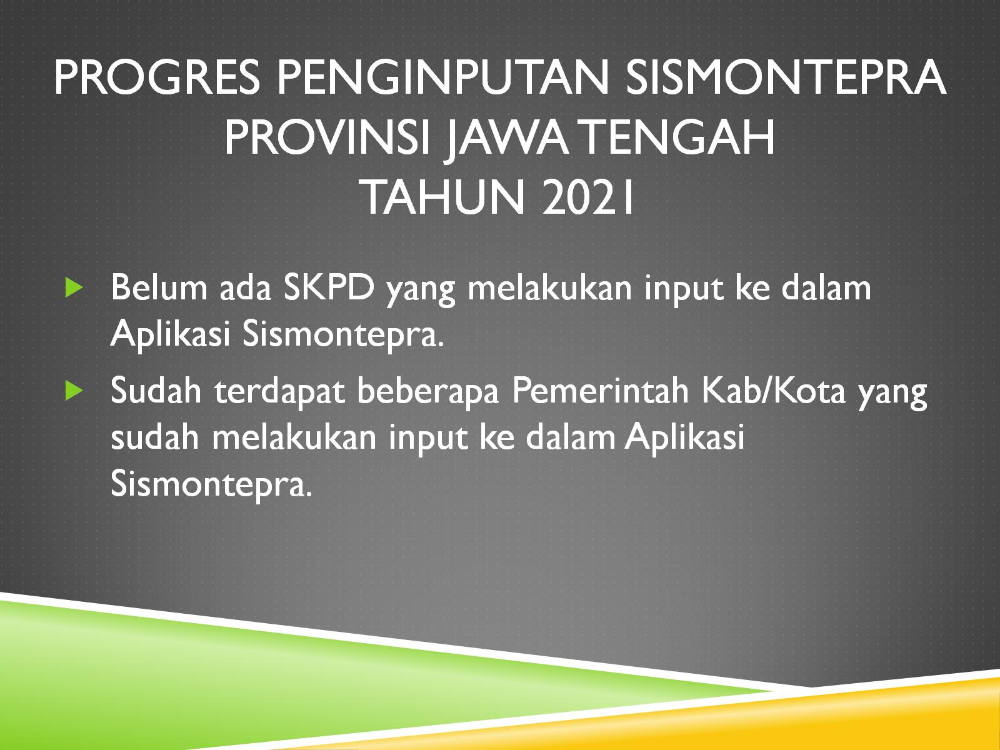 PROGRES PENGINPUTAN SISMONTEPRA
PROVINSI JAWA TENGAH
TAHUN 2021
Belum ada SKPD yang melakukan input ke dalam
Aplikasi Sismontepra.
Sudah terdapat beberapa Pemerintah Kab/Kota yang
sudah melakukan input ke dalam Aplikasi
Sismontepra.